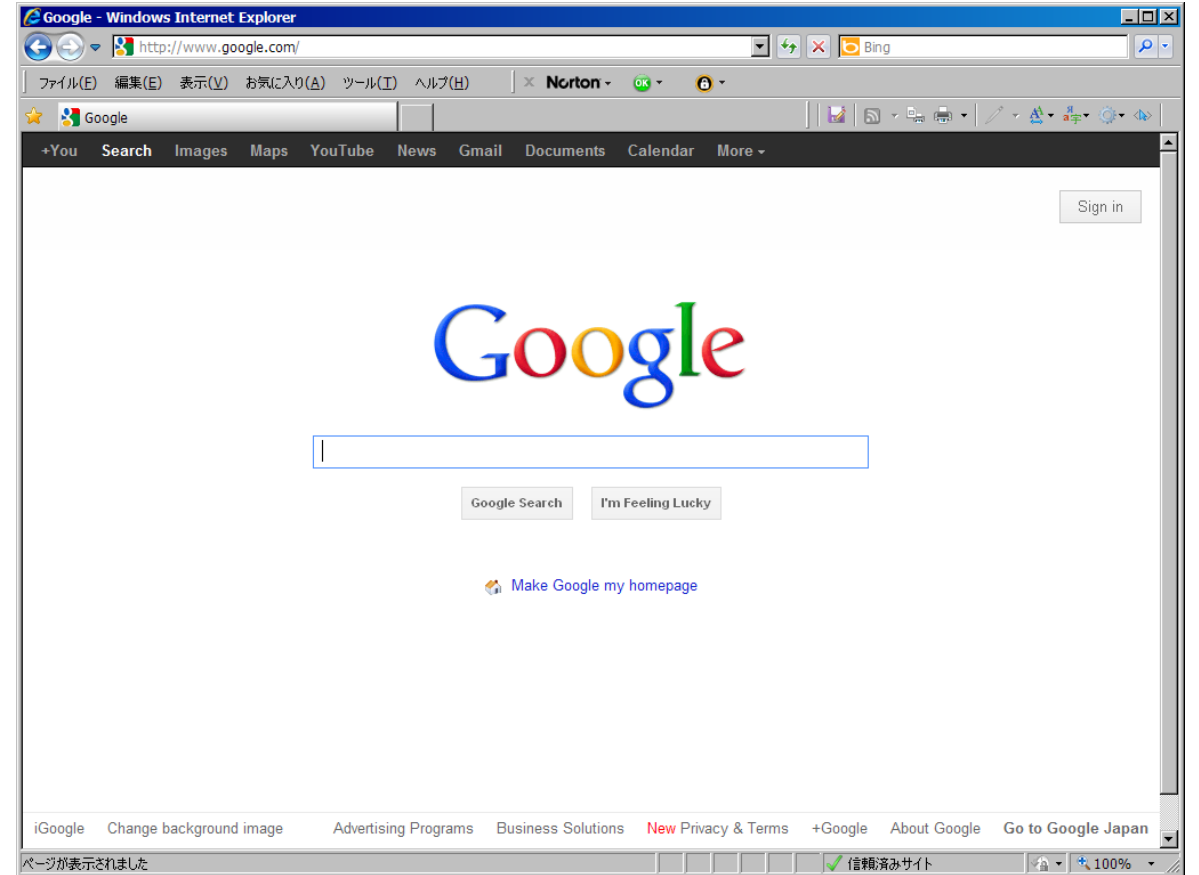 Google - Windows Internet Explorer
http://www.google.com/ Bing
ファイル(F) 編集(E) 表示(V) お気に入り(A) ツール(T) ヘルプ(H) × Norton OK
Google
+You Search Images Maps YouTube News Gmail Documents Calendar More
Sign in
Google
Google Search I'm Feeling Lucky
Make Google my homepage
iGoogle Change background image Advertising Programs Business Solutions New Privacy & Terms +Google About Google Go to Google Japan
ページが表示されました 信頼済みサイト 100%